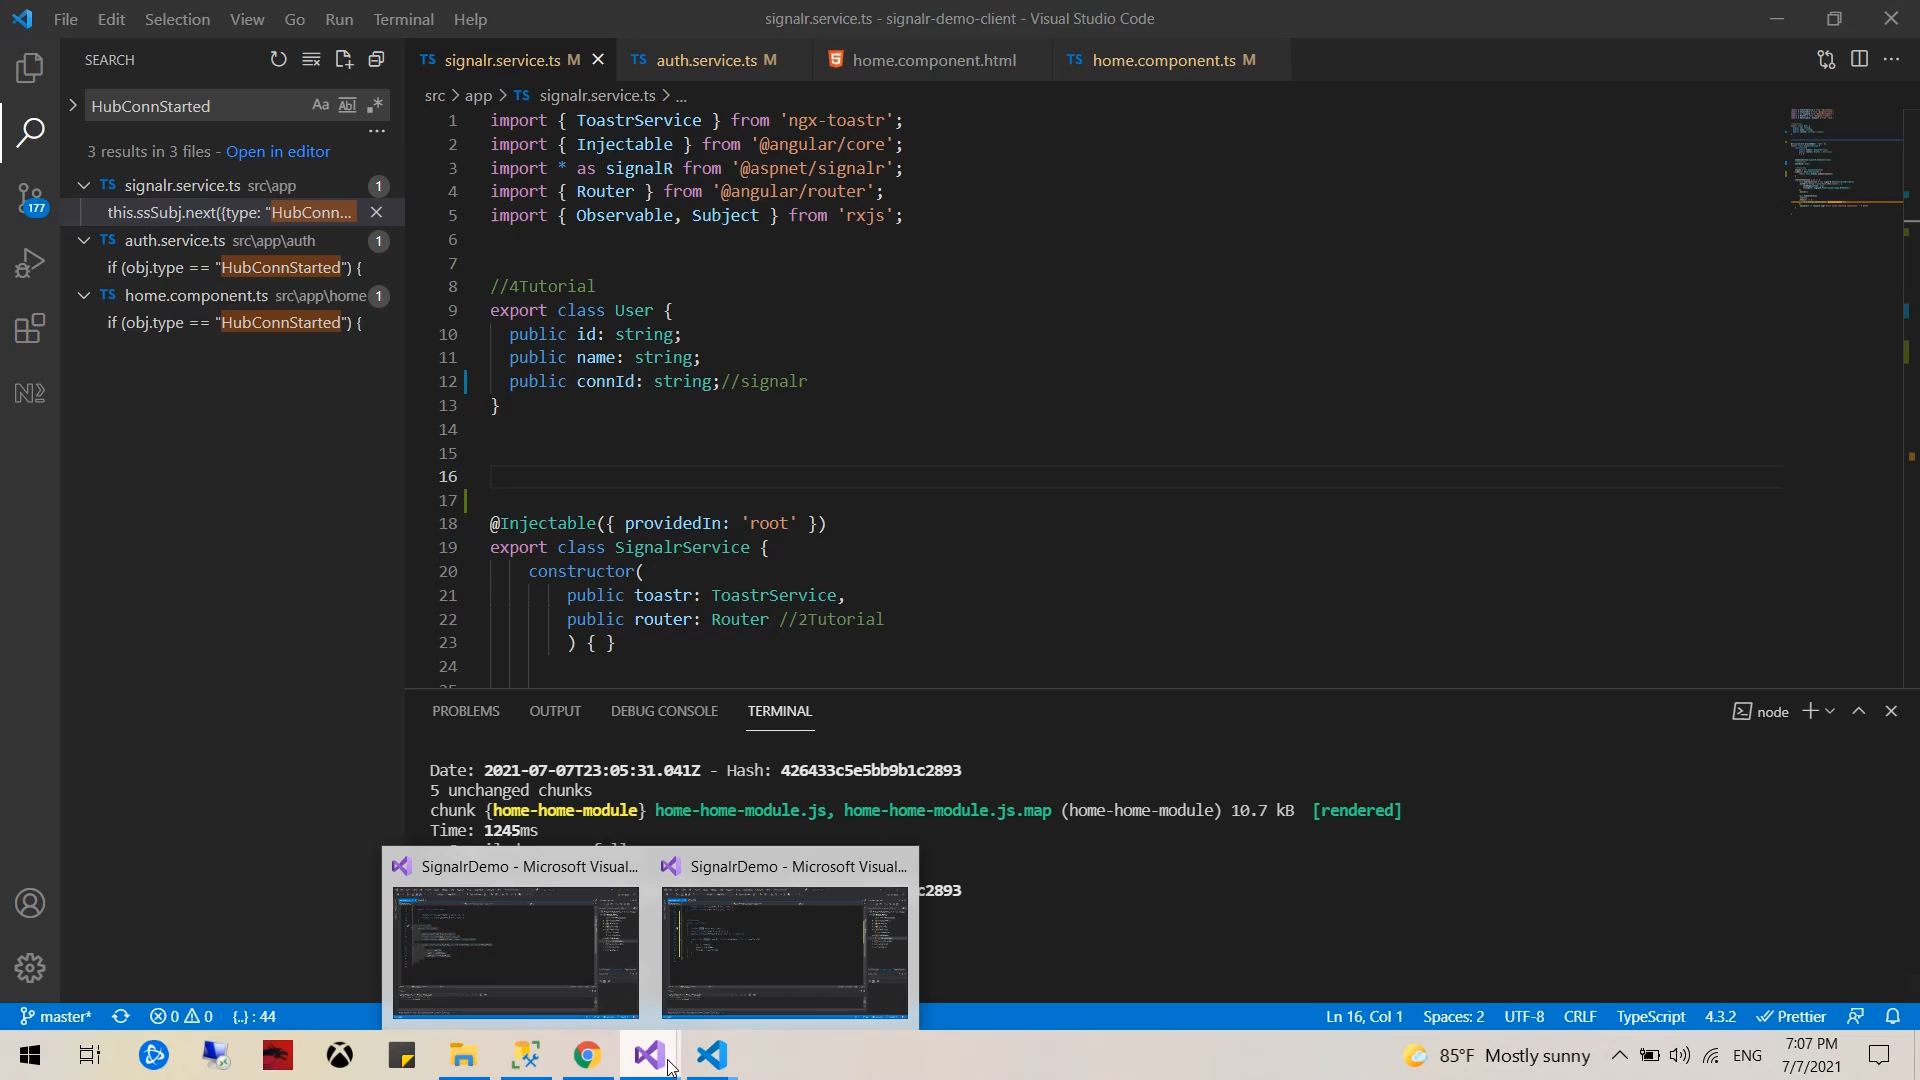 File Edit Selection View Go Run Terminal Help
signalr.service.ts - signalr-demo-client - Visual Studio Code
SEARCH
HubConnStarted
Aa Abl .*
3 results in 3 files - Open in editor
TS signalr.service.ts src\app 1
this.ssSubj.next({type: "HubConn...
TS auth.service.ts src\app\auth 1
if (obj.type == "HubConnStarted") {
TS home.component.ts src\app\home 1
if (obj.type == "HubConnStarted") {
177
TS signalr.service.ts M
TS auth.service.ts M
home.component.html
TS home.component.ts M
src > app > TS signalr.service.ts > ...
1 import { ToastrService } from 'ngx-toastr';
2 import { Injectable } from '@angular/core';
3 import * as signalR from '@aspnet/signalr';
4 import { Router } from '@angular/router';
5 import { Observable, Subject } from 'rxjs';
6
7
8 //4Tutorial
9 export class User {
10 public id: string;
11 public name: string;
12 public connId: string;//signalr
13 }
14
15
16
17
18 @Injectable({ providedIn: 'root' })
19 export class SignalrService {
20 constructor(
21 public toastr: ToastrService,
22 public router: Router //2Tutorial
23 ) { }
24
PROBLEMS OUTPUT DEBUG CONSOLE TERMINAL
node
Date: 2021-07-07T23:05:31.041Z - Hash: 426433c5e5bb9b1c2893
5 unchanged chunks
chunk {home-home-module} home-home-module.js, home-home-module.js.map (home-home-module) 10.7 kB [rendered]
Time: 1245ms
c2893
SignalrDemo - Microsoft Visual...
SignalrDemo - Microsoft Visual...
master* 0 0 {..} : 44
Ln 16, Col 1 Spaces: 2 UTF-8 CRLF TypeScript 4.3.2 Prettier
85°F Mostly sunny ENG
7:07 PM
7/7/2021